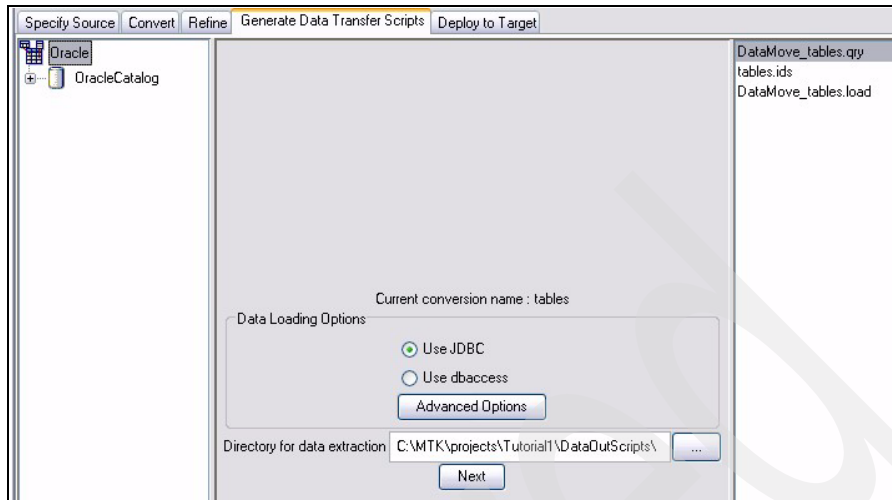 Specify Source Convert Refine Generate Data Transfer Scripts Deploy to Target
Oracle
OracleCatalog
Current conversion name : tables
Data Loading Options
Use JDBC
Use dbaccess
Advanced Options
Directory for data extraction C:\MTK\projects\Tutorial1\DataOutScripts\ ...
Next
DataMove_tables.qry
tables.ids
DataMove_tables.load